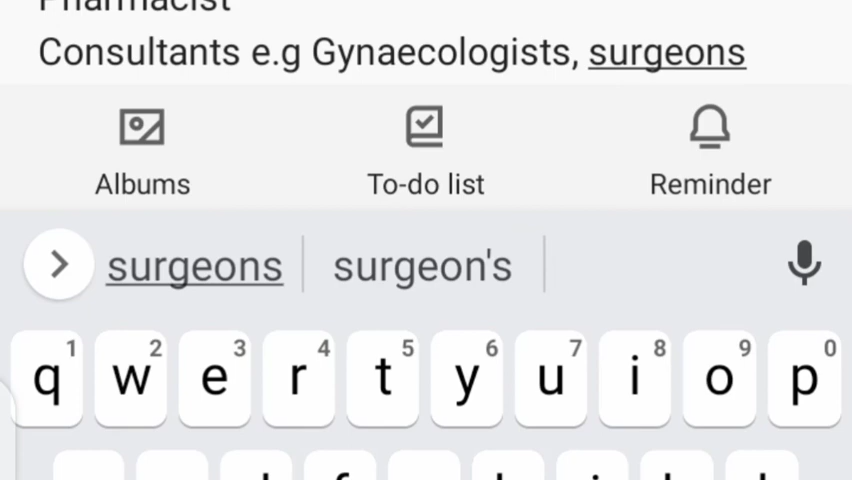 Pharmacist
Consultants e.g Gynaecologists, surgeons
Albums To-do list Reminder
surgeons surgeon's
1 2 3 4 5 6 7 8 9 0
q w e r t y u i o p